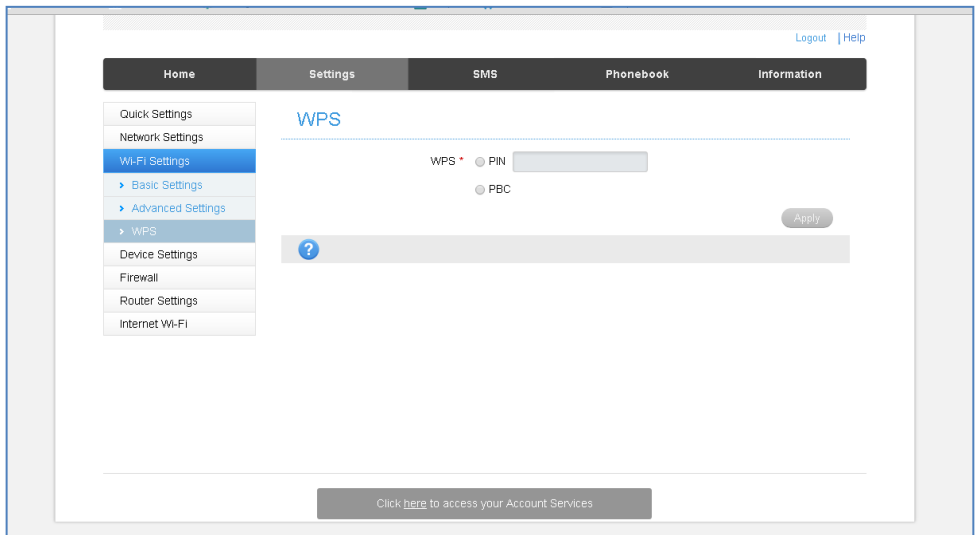 Logout | Help
Home Settings SMS Phonebook Information
Quick Settings
Network Settings
Wi-Fi Settings
Basic Settings
Advanced Settings
WPS
Device Settings
Firewall
Router Settings
Internet Wi-Fi
WPS
WPS * PIN
PBC
Apply
?
Click here to access your Account Services